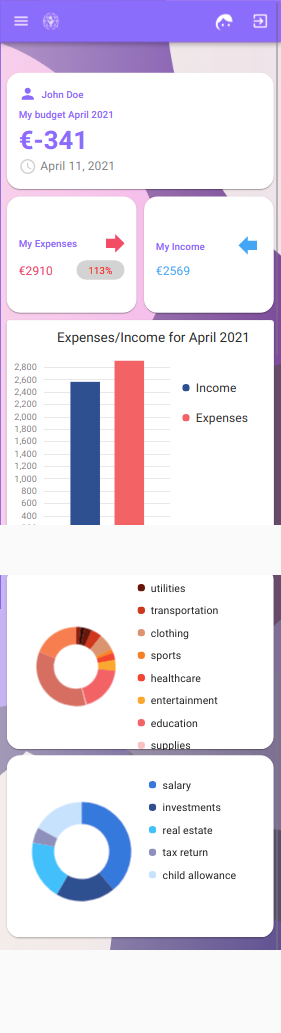 John Doe
My budget April 2021
€-341
April 11, 2021
My Expenses
€2910
113%
My Income
€2569
Expenses/Income for April 2021
2,800
2,600
2,400
2,200
2,000
1,800
1,600
1,400
1,200
1,000
800
600
400
Income
Expenses
utilities
transportation
clothing
sports
healthcare
entertainment
education
supplies
salary
investments
real estate
tax return
child allowance